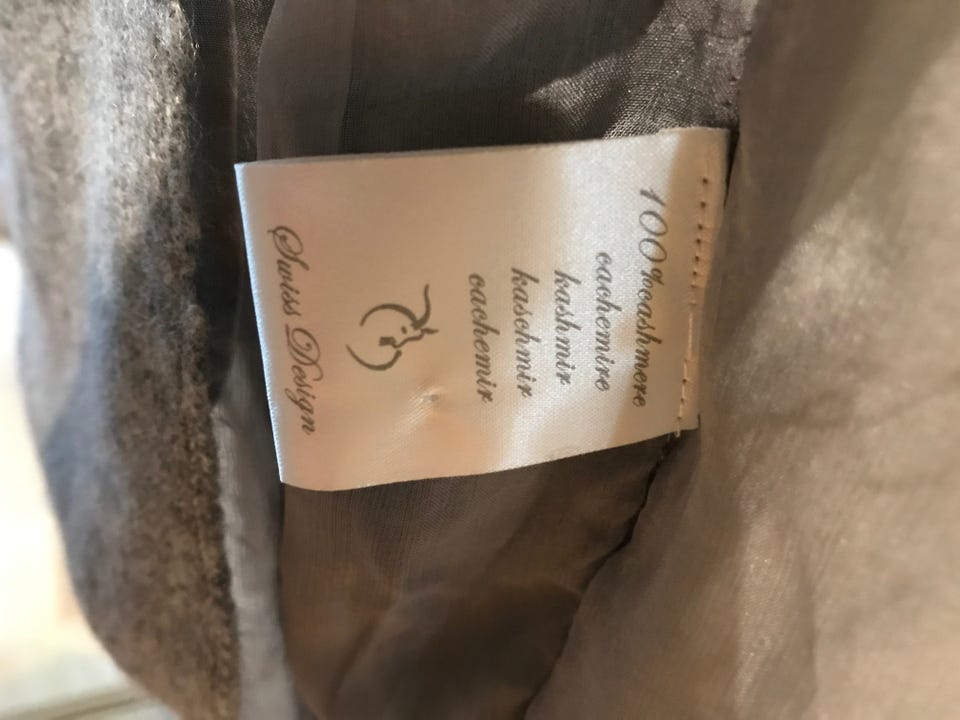 100%cashmere
cachemire
kashmir
kaschmir
cachemir
Swiss Design